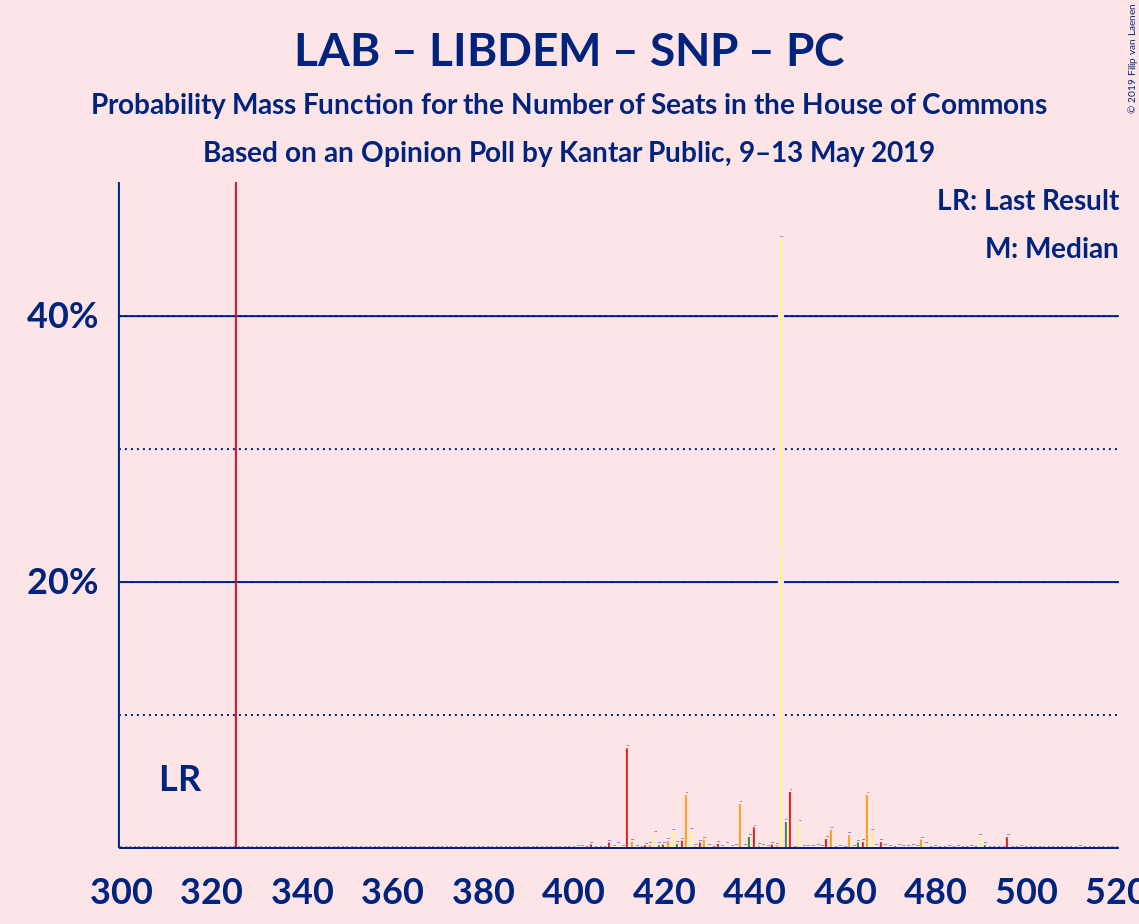 LAB – LIBDEM – SNP – PC
Probability Mass Function for the Number of Seats in the House of Commons
Based on an Opinion Poll by Kantar Public, 9–13 May 2019
© 2019 Filip van Laenen
LR: Last Result
M: Median
40%
20%
LR
300 320 340 360 380 400 420 440 460 480 500 520